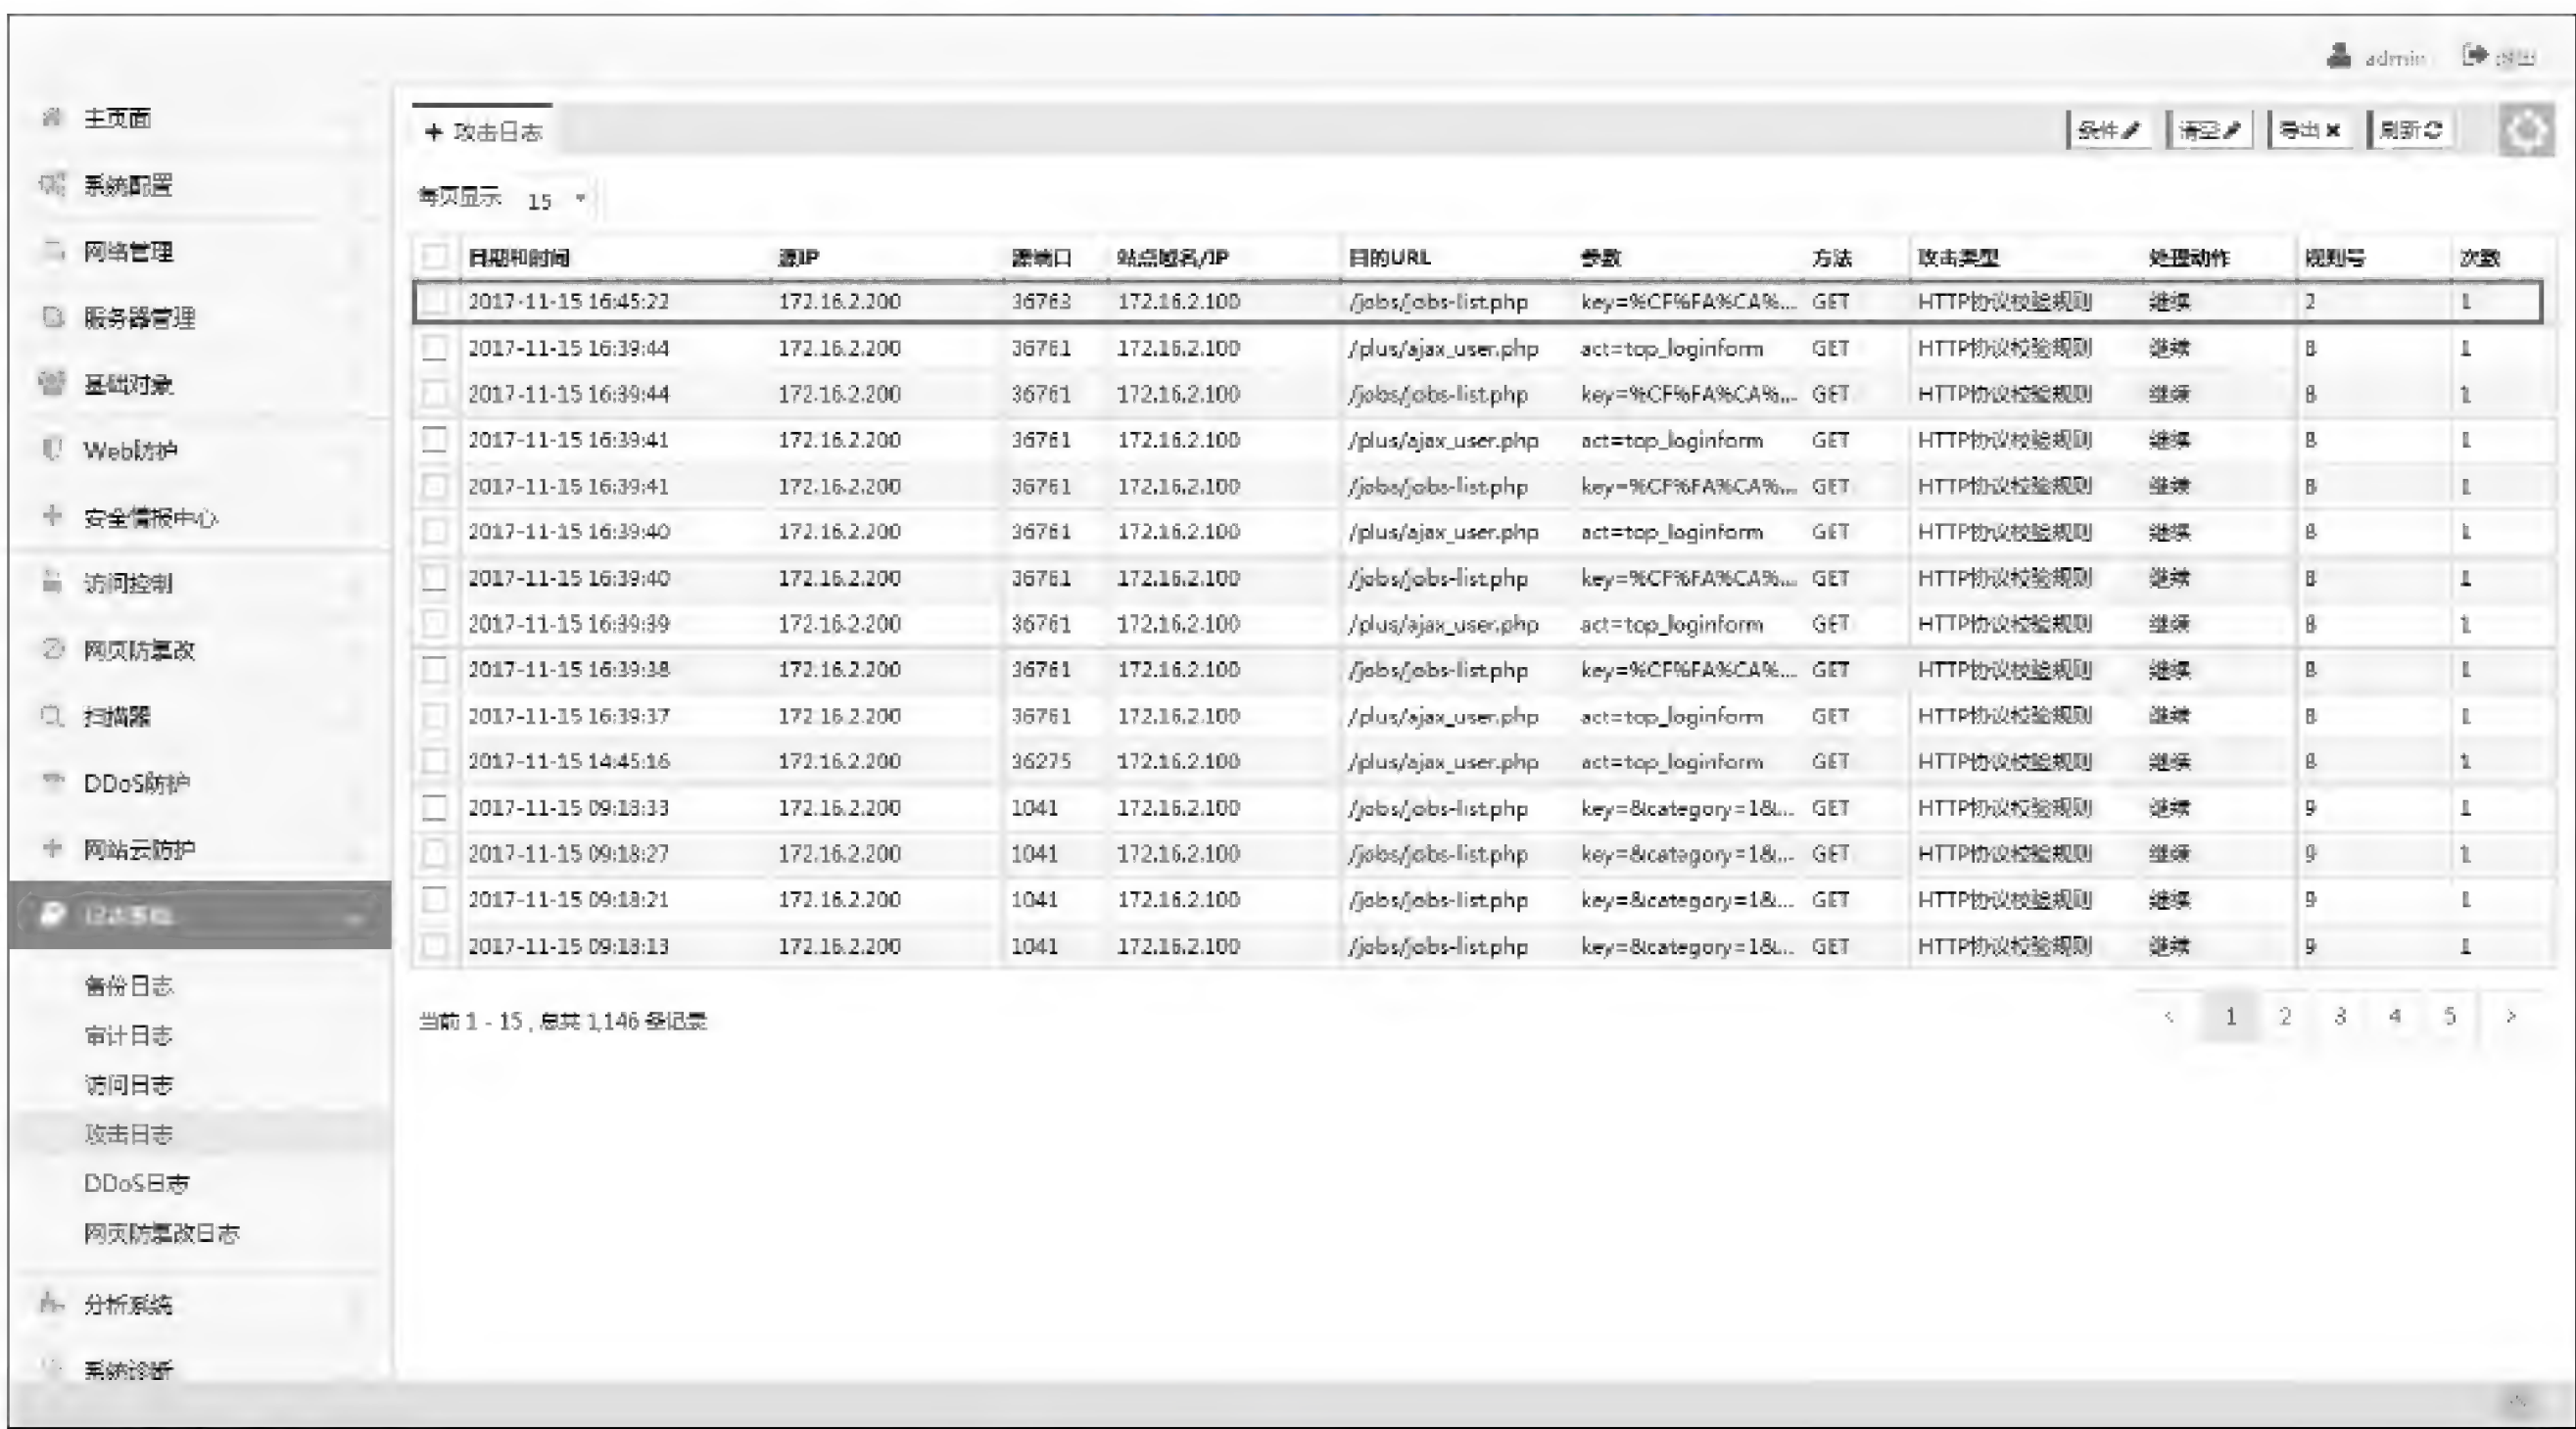 admin 退出
主页面
系统配置
网络管理
服务器管理
基础对象
Web防护
安全情报中心
访问控制
网页防篡改
扫描器
DDoS防护
网站云防护
日志系统
备份日志
审计日志
访问日志
攻击日志
DDoS日志
网页防篡改日志
分析系统
系统诊断
+ 攻击日志 条件 清空 导出 刷新
每页显示 15
日期和时间 源IP 源端口 站点域名/IP 目的URL 参数 方法 攻击类型 处理动作 规则号 次数
2017-11-15 16:45:22 172.16.2.200 36763 172.16.2.100 /jobs/jobs-list.php key=%CF%FA%CA%... GET HTTP协议校验规则 继续 2 1
2017-11-15 16:39:44 172.16.2.200 36761 172.16.2.100 /plus/ajax_user.php act=top_loginform GET HTTP协议校验规则 继续 8 1
2017-11-15 16:39:44 172.16.2.200 36761 172.16.2.100 /jobs/jobs-list.php key=%CF%FA%CA%... GET HTTP协议校验规则 继续 8 1
2017-11-15 16:39:41 172.16.2.200 36761 172.16.2.100 /plus/ajax_user.php act=top_loginform GET HTTP协议校验规则 继续 8 1
2017-11-15 16:39:41 172.16.2.200 36761 172.16.2.100 /jobs/jobs-list.php key=%CF%FA%CA%... GET HTTP协议校验规则 继续 8 1
2017-11-15 16:39:40 172.16.2.200 36761 172.16.2.100 /plus/ajax_user.php act=top_loginform GET HTTP协议校验规则 继续 8 1
2017-11-15 16:39:40 172.16.2.200 36761 172.16.2.100 /jobs/jobs-list.php key=%CF%FA%CA%... GET HTTP协议校验规则 继续 8 1
2017-11-15 16:39:39 172.16.2.200 36761 172.16.2.100 /plus/ajax_user.php act=top_loginform GET HTTP协议校验规则 继续 8 1
2017-11-15 16:39:38 172.16.2.200 36761 172.16.2.100 /jobs/jobs-list.php key=%CF%FA%CA%... GET HTTP协议校验规则 继续 8 1
2017-11-15 16:39:37 172.16.2.200 36761 172.16.2.100 /plus/ajax_user.php act=top_loginform GET HTTP协议校验规则 继续 8 1
2017-11-15 14:45:16 172.16.2.200 36275 172.16.2.100 /plus/ajax_user.php act=top_loginform GET HTTP协议校验规则 继续 8 1
2017-11-15 09:18:33 172.16.2.200 1041 172.16.2.100 /jobs/jobs-list.php key=&category=1&... GET HTTP协议校验规则 继续 9 1
2017-11-15 09:18:27 172.16.2.200 1041 172.16.2.100 /jobs/jobs-list.php key=&category=1&... GET HTTP协议校验规则 继续 9 1
2017-11-15 09:18:21 172.16.2.200 1041 172.16.2.100 /jobs/jobs-list.php key=&category=1&... GET HTTP协议校验规则 继续 9 1
2017-11-15 09:18:13 172.16.2.200 1041 172.16.2.100 /jobs/jobs-list.php key=&category=1&... GET HTTP协议校验规则 继续 9 1
当前 1 - 15 , 总共 1,146 条记录 < 1 2 3 4 5 >